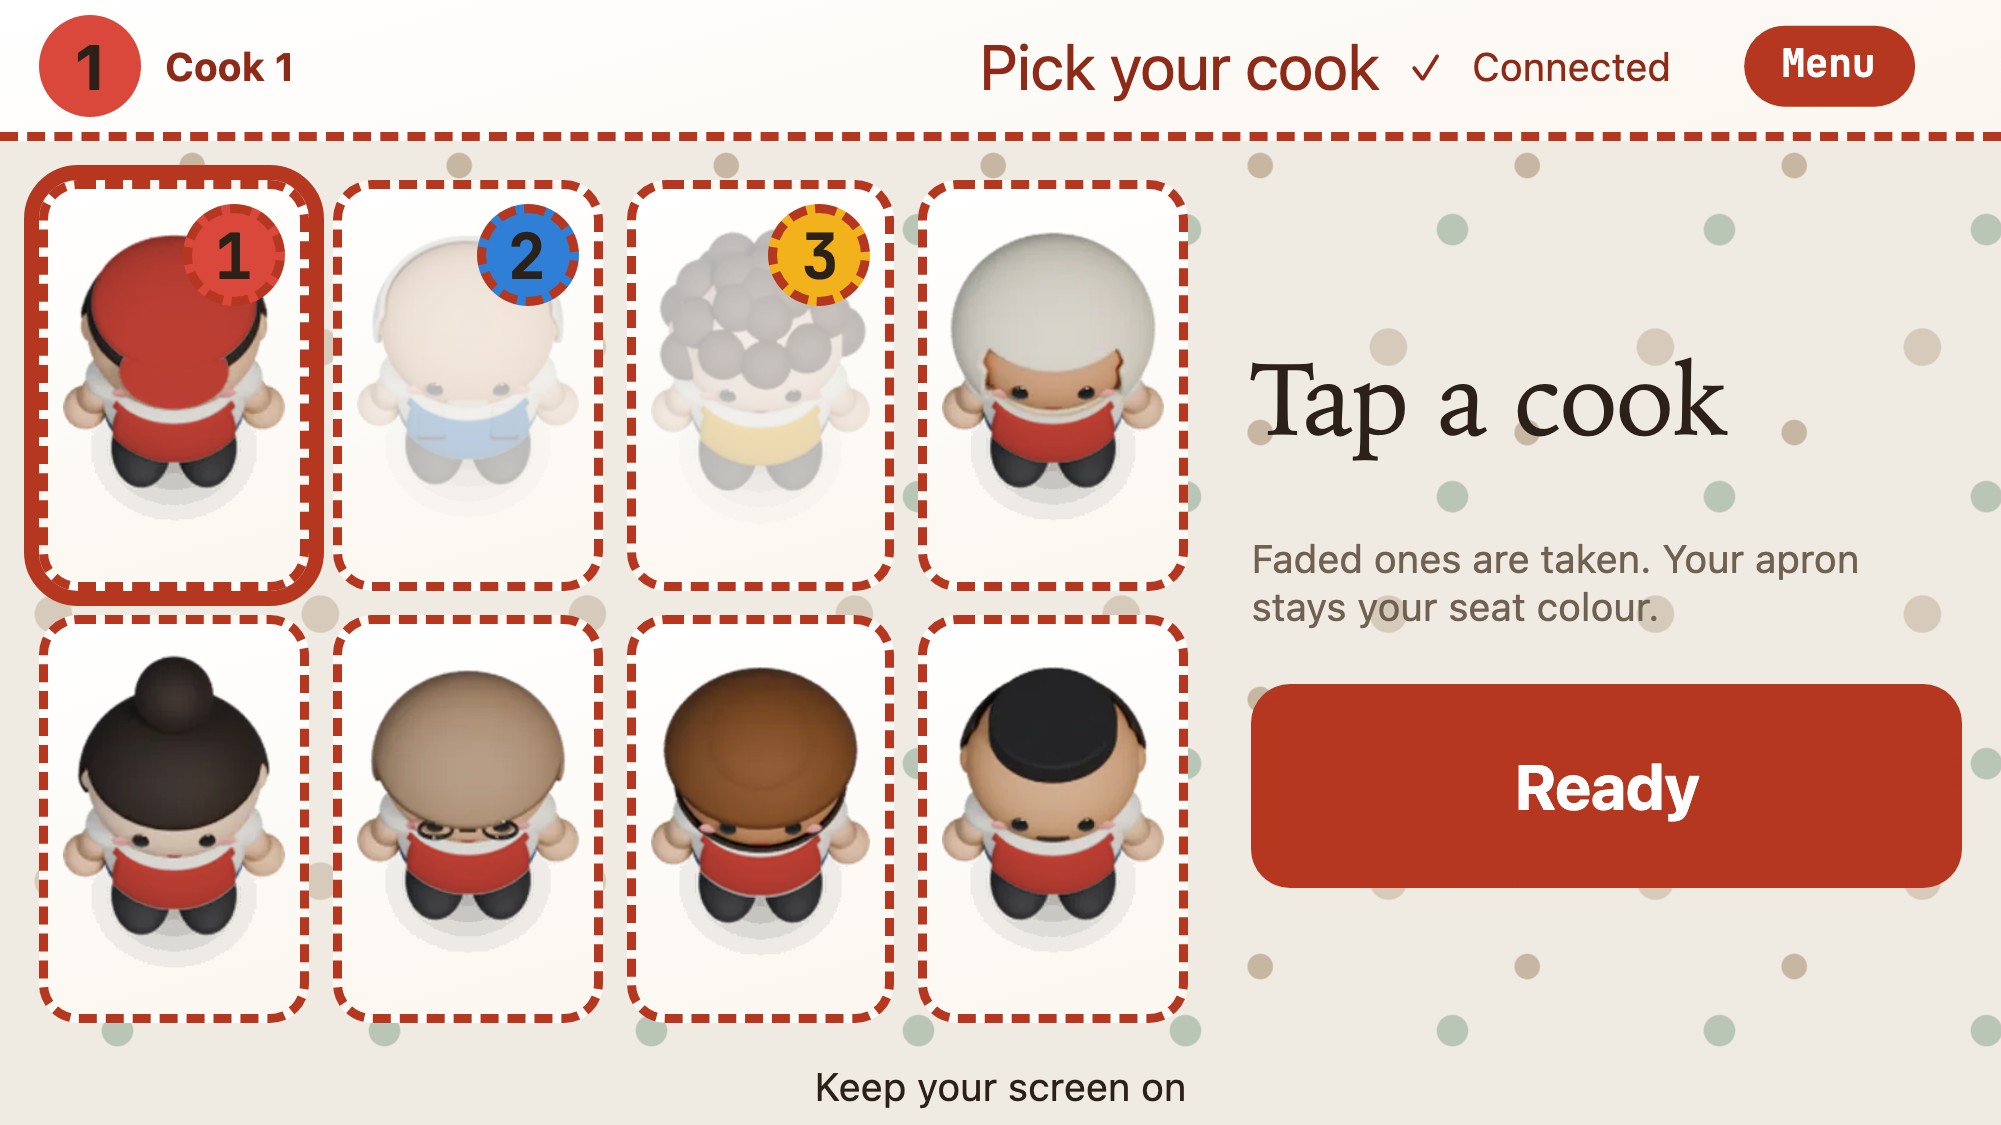 1 Cook 1 Pick your cook ✓ Connected Menu
1
2
3
Tap a cook
Faded ones are taken. Your apron
stays your seat colour.
Ready
Keep your screen on